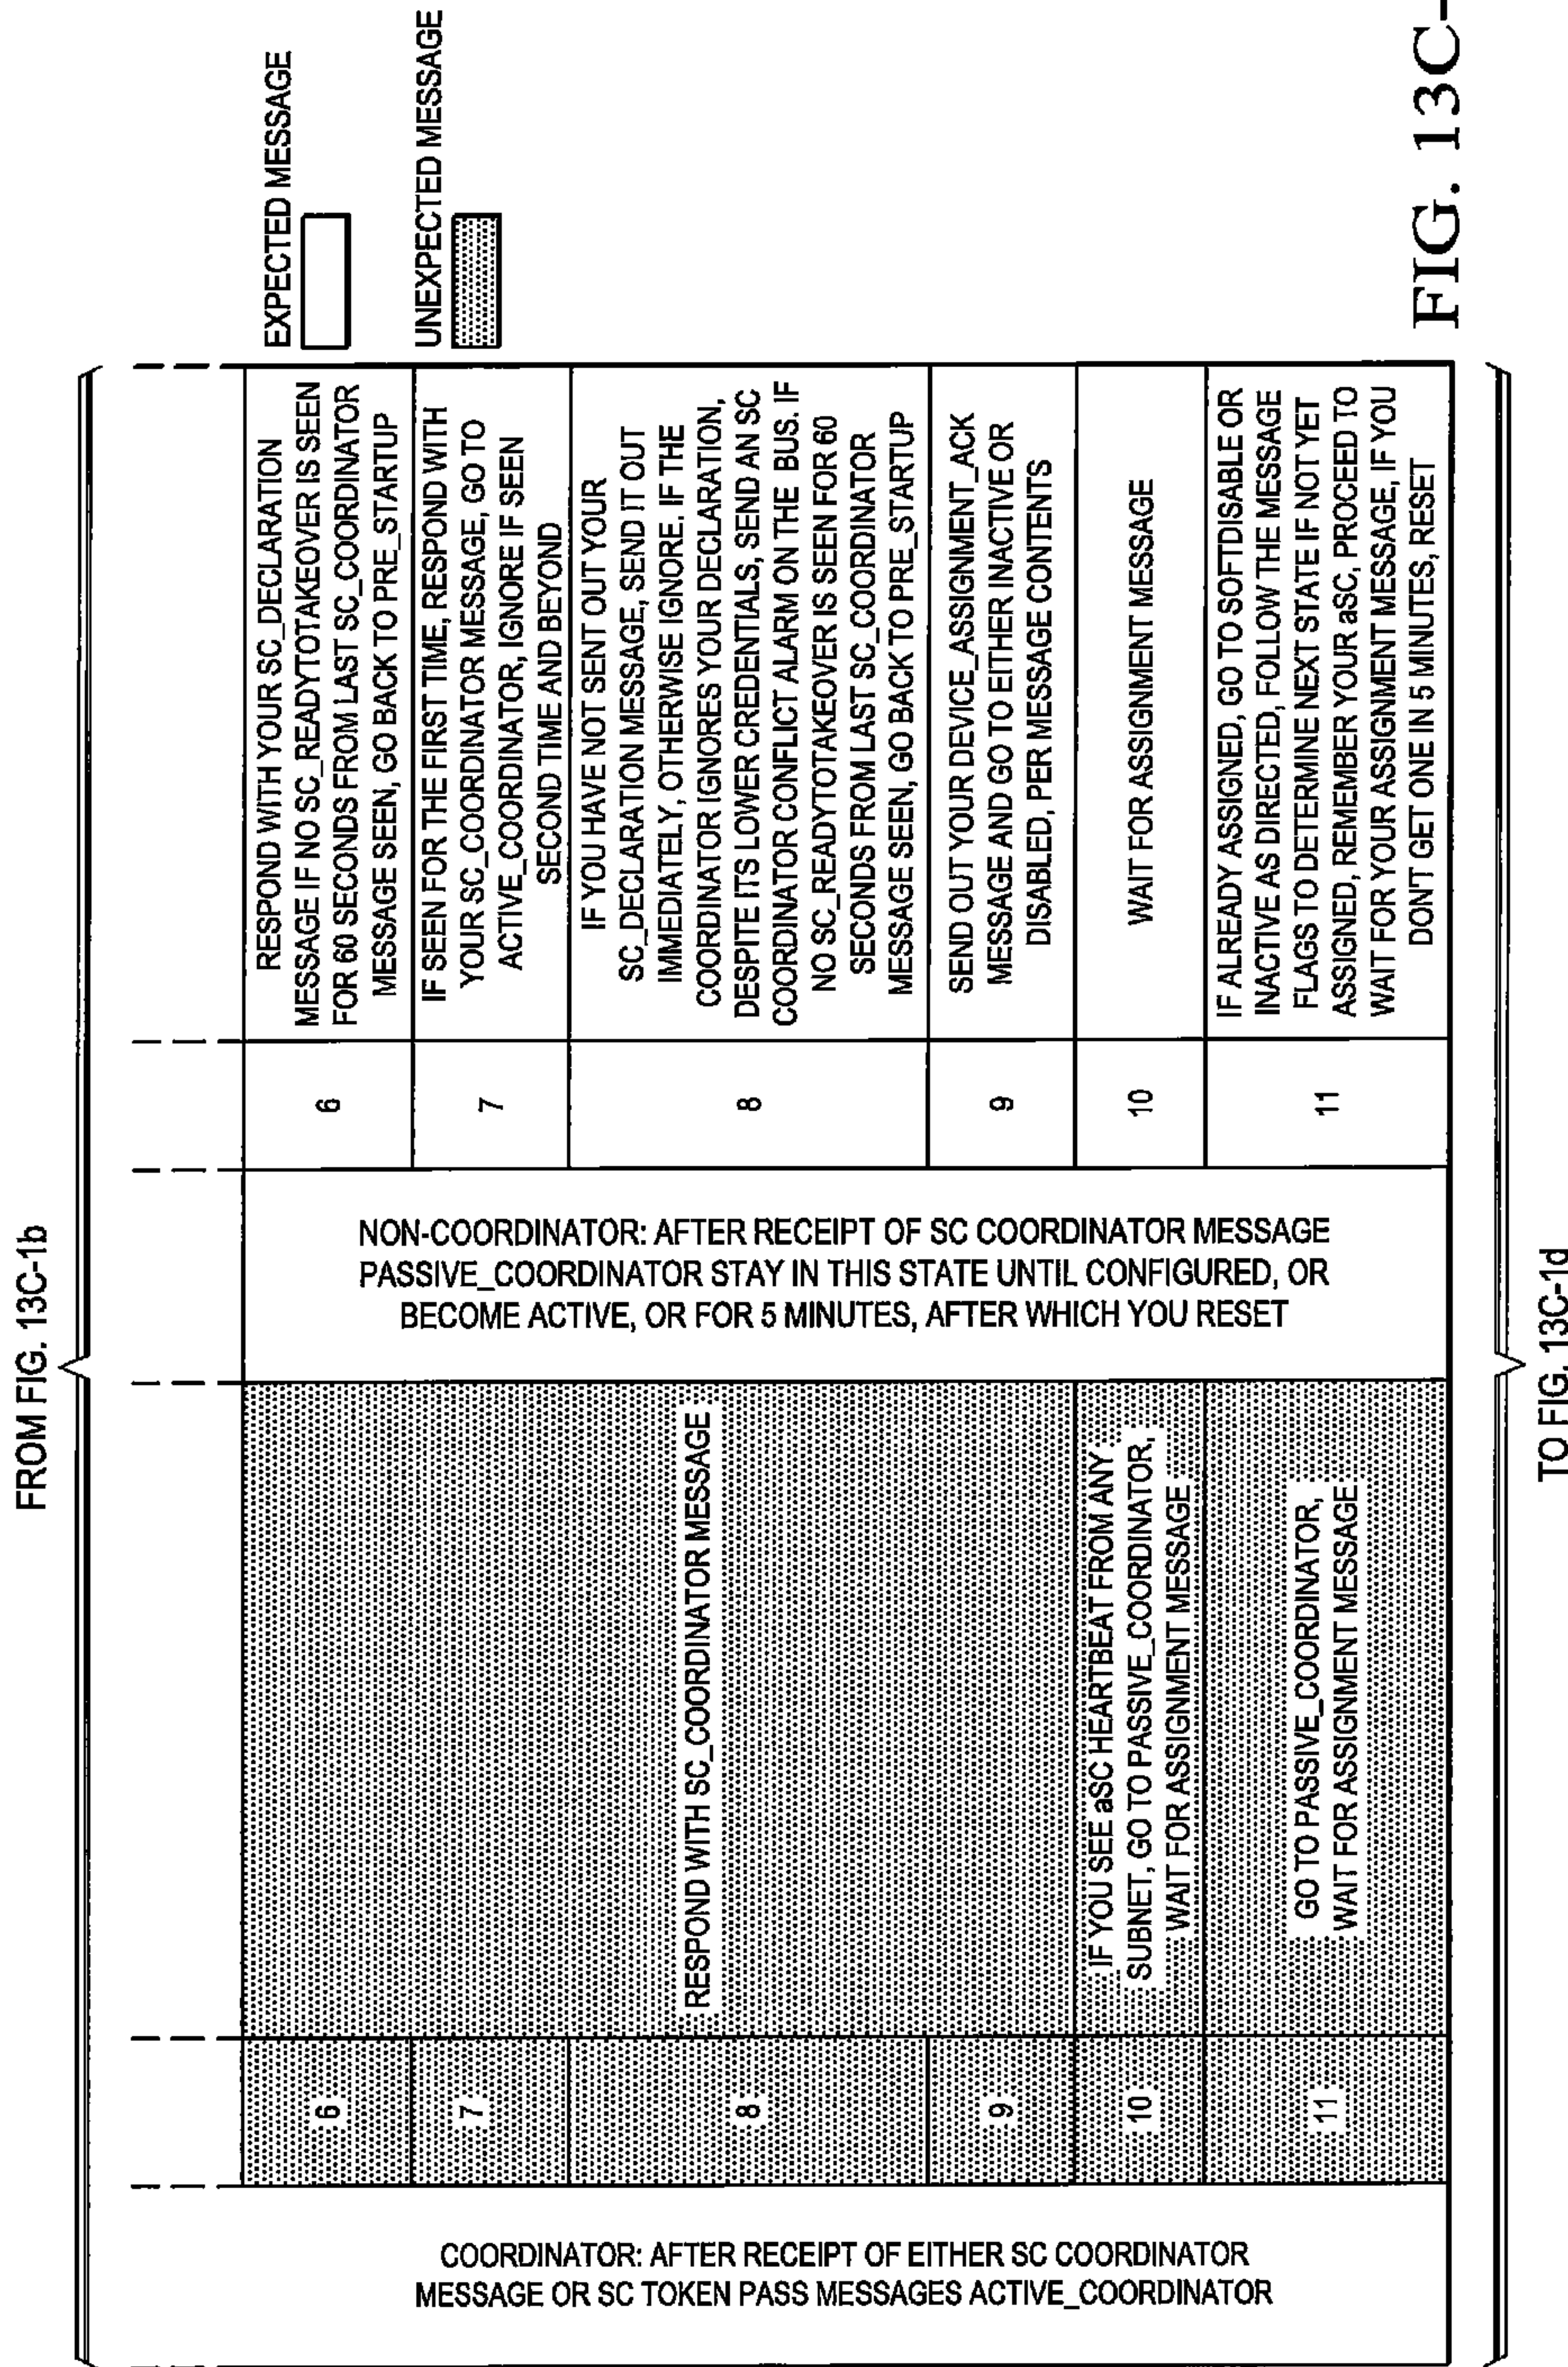 FROM FIG. 13C-1b
COORDINATOR: AFTER RECEIPT OF EITHER SC COORDINATOR
MESSAGE OR SC TOKEN PASS MESSAGES ACTIVE_COORDINATOR
6
7
8
9
RESPOND WITH SC_COORDINATOR MESSAGE
10
IF YOU SEE aSC HEARTBEAT FROM ANY
SUBNET, GO TO PASSIVE_COORDINATOR,
WAIT FOR ASSIGNMENT MESSAGE
11
GO TO PASSIVE_COORDINATOR,
WAIT FOR ASSIGNMENT MESSAGE
NON-COORDINATOR: AFTER RECEIPT OF SC COORDINATOR MESSAGE
PASSIVE_COORDINATOR STAY IN THIS STATE UNTIL CONFIGURED, OR
BECOME ACTIVE, OR FOR 5 MINUTES, AFTER WHICH YOU RESET
6
RESPOND WITH YOUR SC_DECLARATION
MESSAGE IF NO SC_READYTOTAKEOVER IS SEEN
FOR 60 SECONDS FROM LAST SC_COORDINATOR
MESSAGE SEEN, GO BACK TO PRE_STARTUP
7
IF SEEN FOR THE FIRST TIME, RESPOND WITH
YOUR SC_COORDINATOR MESSAGE, GO TO
ACTIVE_COORDINATOR, IGNORE IF SEEN
SECOND TIME AND BEYOND
8
IF YOU HAVE NOT SENT OUT YOUR
SC_DECLARATION MESSAGE, SEND IT OUT
IMMEDIATELY, OTHERWISE IGNORE. IF THE
COORDINATOR IGNORES YOUR DECLARATION,
DESPITE ITS LOWER CREDENTIALS, SEND AN SC
COORDINATOR CONFLICT ALARM ON THE BUS. IF
NO SC_READYTOTAKEOVER IS SEEN FOR 60
SECONDS FROM LAST SC_COORDINATOR
MESSAGE SEEN, GO BACK TO PRE_STARTUP
9
SEND OUT YOUR DEVICE_ASSIGNMENT_ACK
MESSAGE AND GO TO EITHER INACTIVE OR
DISABLED, PER MESSAGE CONTENTS
10
WAIT FOR ASSIGNMENT MESSAGE
11
IF ALREADY ASSIGNED, GO TO SOFTDISABLE OR
INACTIVE AS DIRECTED, FOLLOW THE MESSAGE
FLAGS TO DETERMINE NEXT STATE IF NOT YET
ASSIGNED, REMEMBER YOUR aSC, PROCEED TO
WAIT FOR YOUR ASSIGNMENT MESSAGE, IF YOU
DON'T GET ONE IN 5 MINUTES, RESET
EXPECTED MESSAGE
UNEXPECTED MESSAGE
TO FIG. 13C-1d
FIG. 13C-